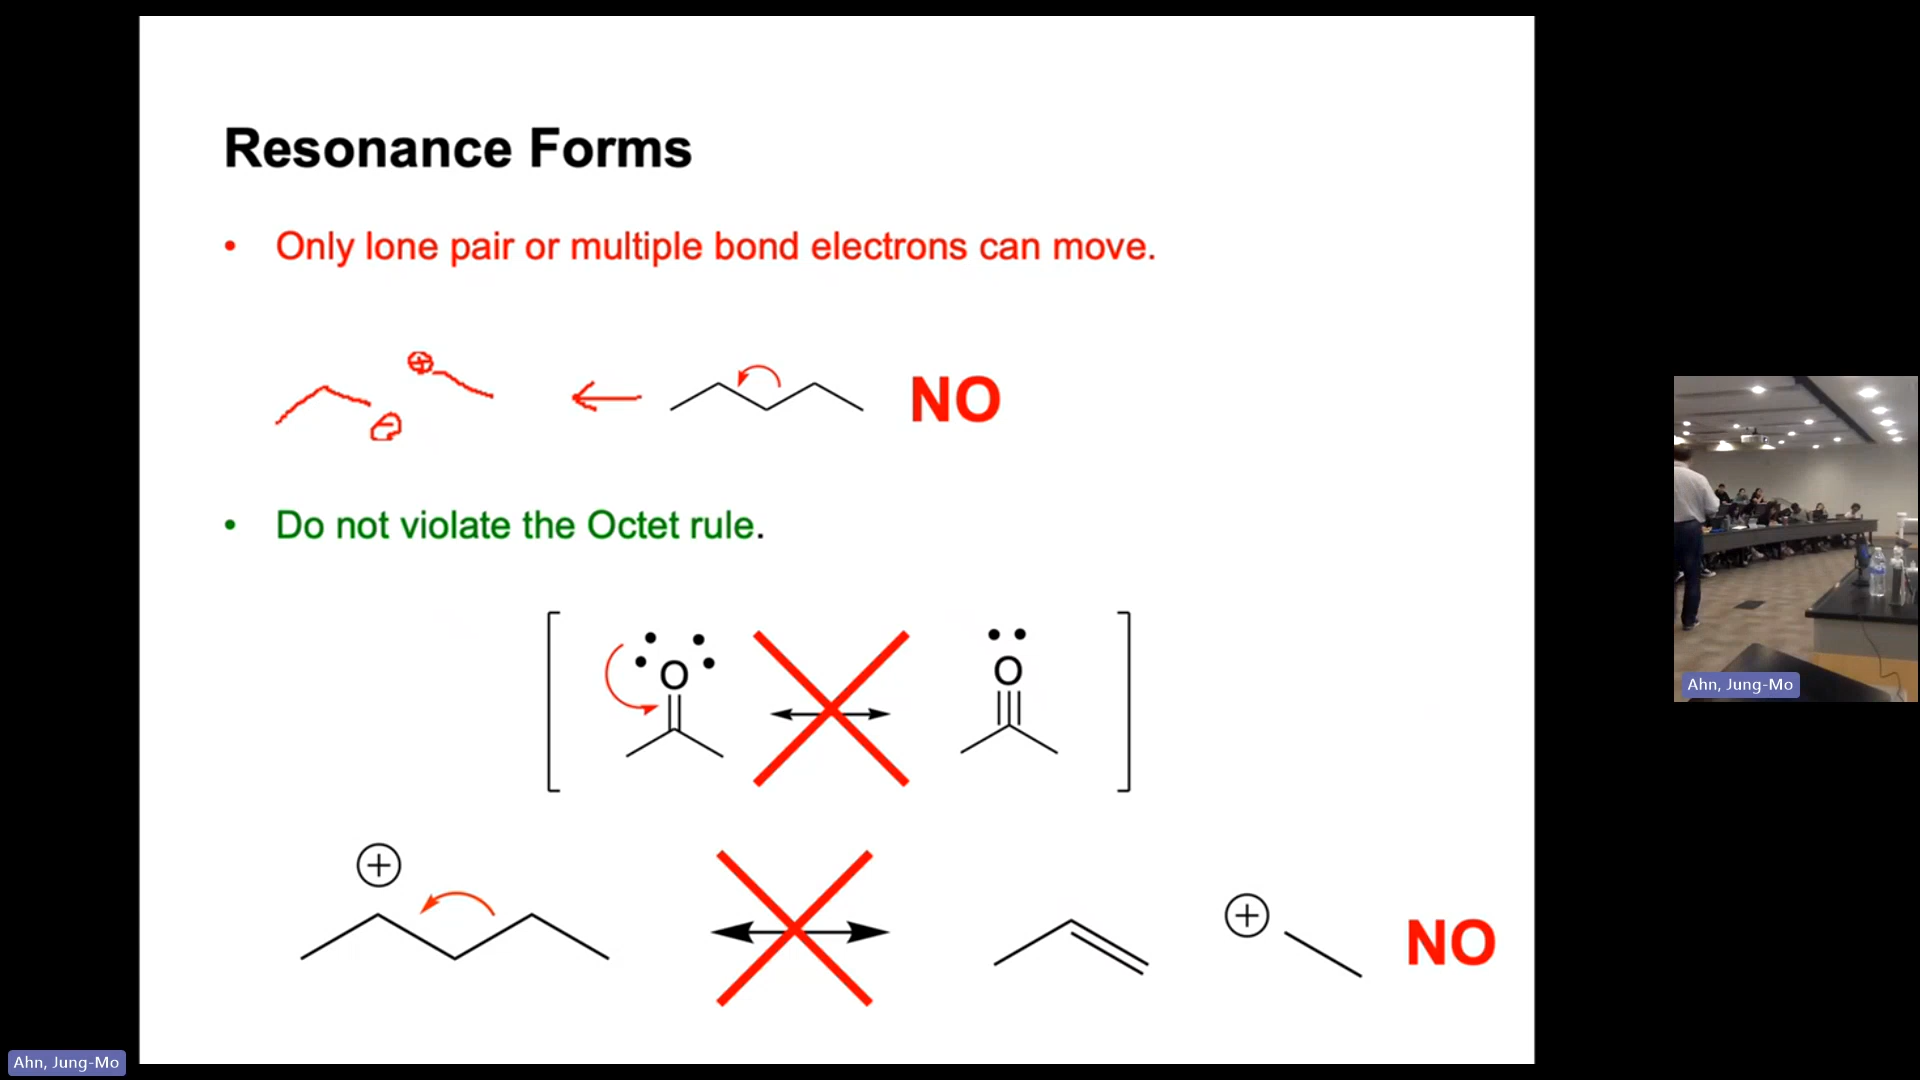 Resonance Forms
• Only lone pair or multiple bond electrons can move.
⊕
⊖
NO
• Do not violate the Octet rule.
O
O
⊕
⊕
NO
Ahn, Jung-Mo
Ahn, Jung-Mo